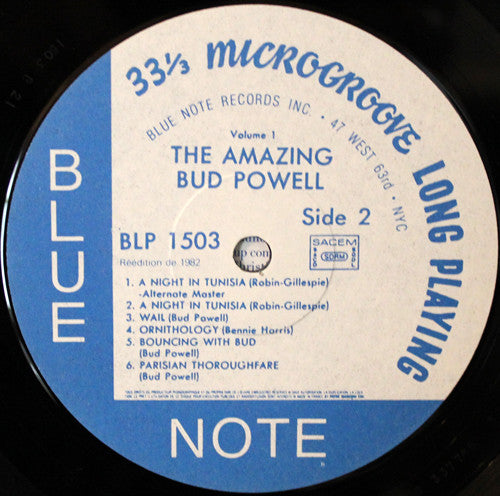 33⅓ MICROGROOVE LONG PLAYING
BLUE NOTE RECORDS INC. • 47 WEST 63rd • NYC
Volume 1
THE AMAZING
BUD POWELL
Side 2
BLP 1503
Réédition de 1982
SACEM
SDRM
1. A NIGHT IN TUNISIA (Robin-Gillespie)
-Alternate Master
2. A NIGHT IN TUNISIA (Robin-Gillespie)
3. WAIL (Bud Powell)
4. ORNITHOLOGY (Bennie Harris)
5. BOUNCING WITH BUD
(Bud Powell)
6. PARISIAN THOROUGHFARE
(Bud Powell)
BLUE
NOTE